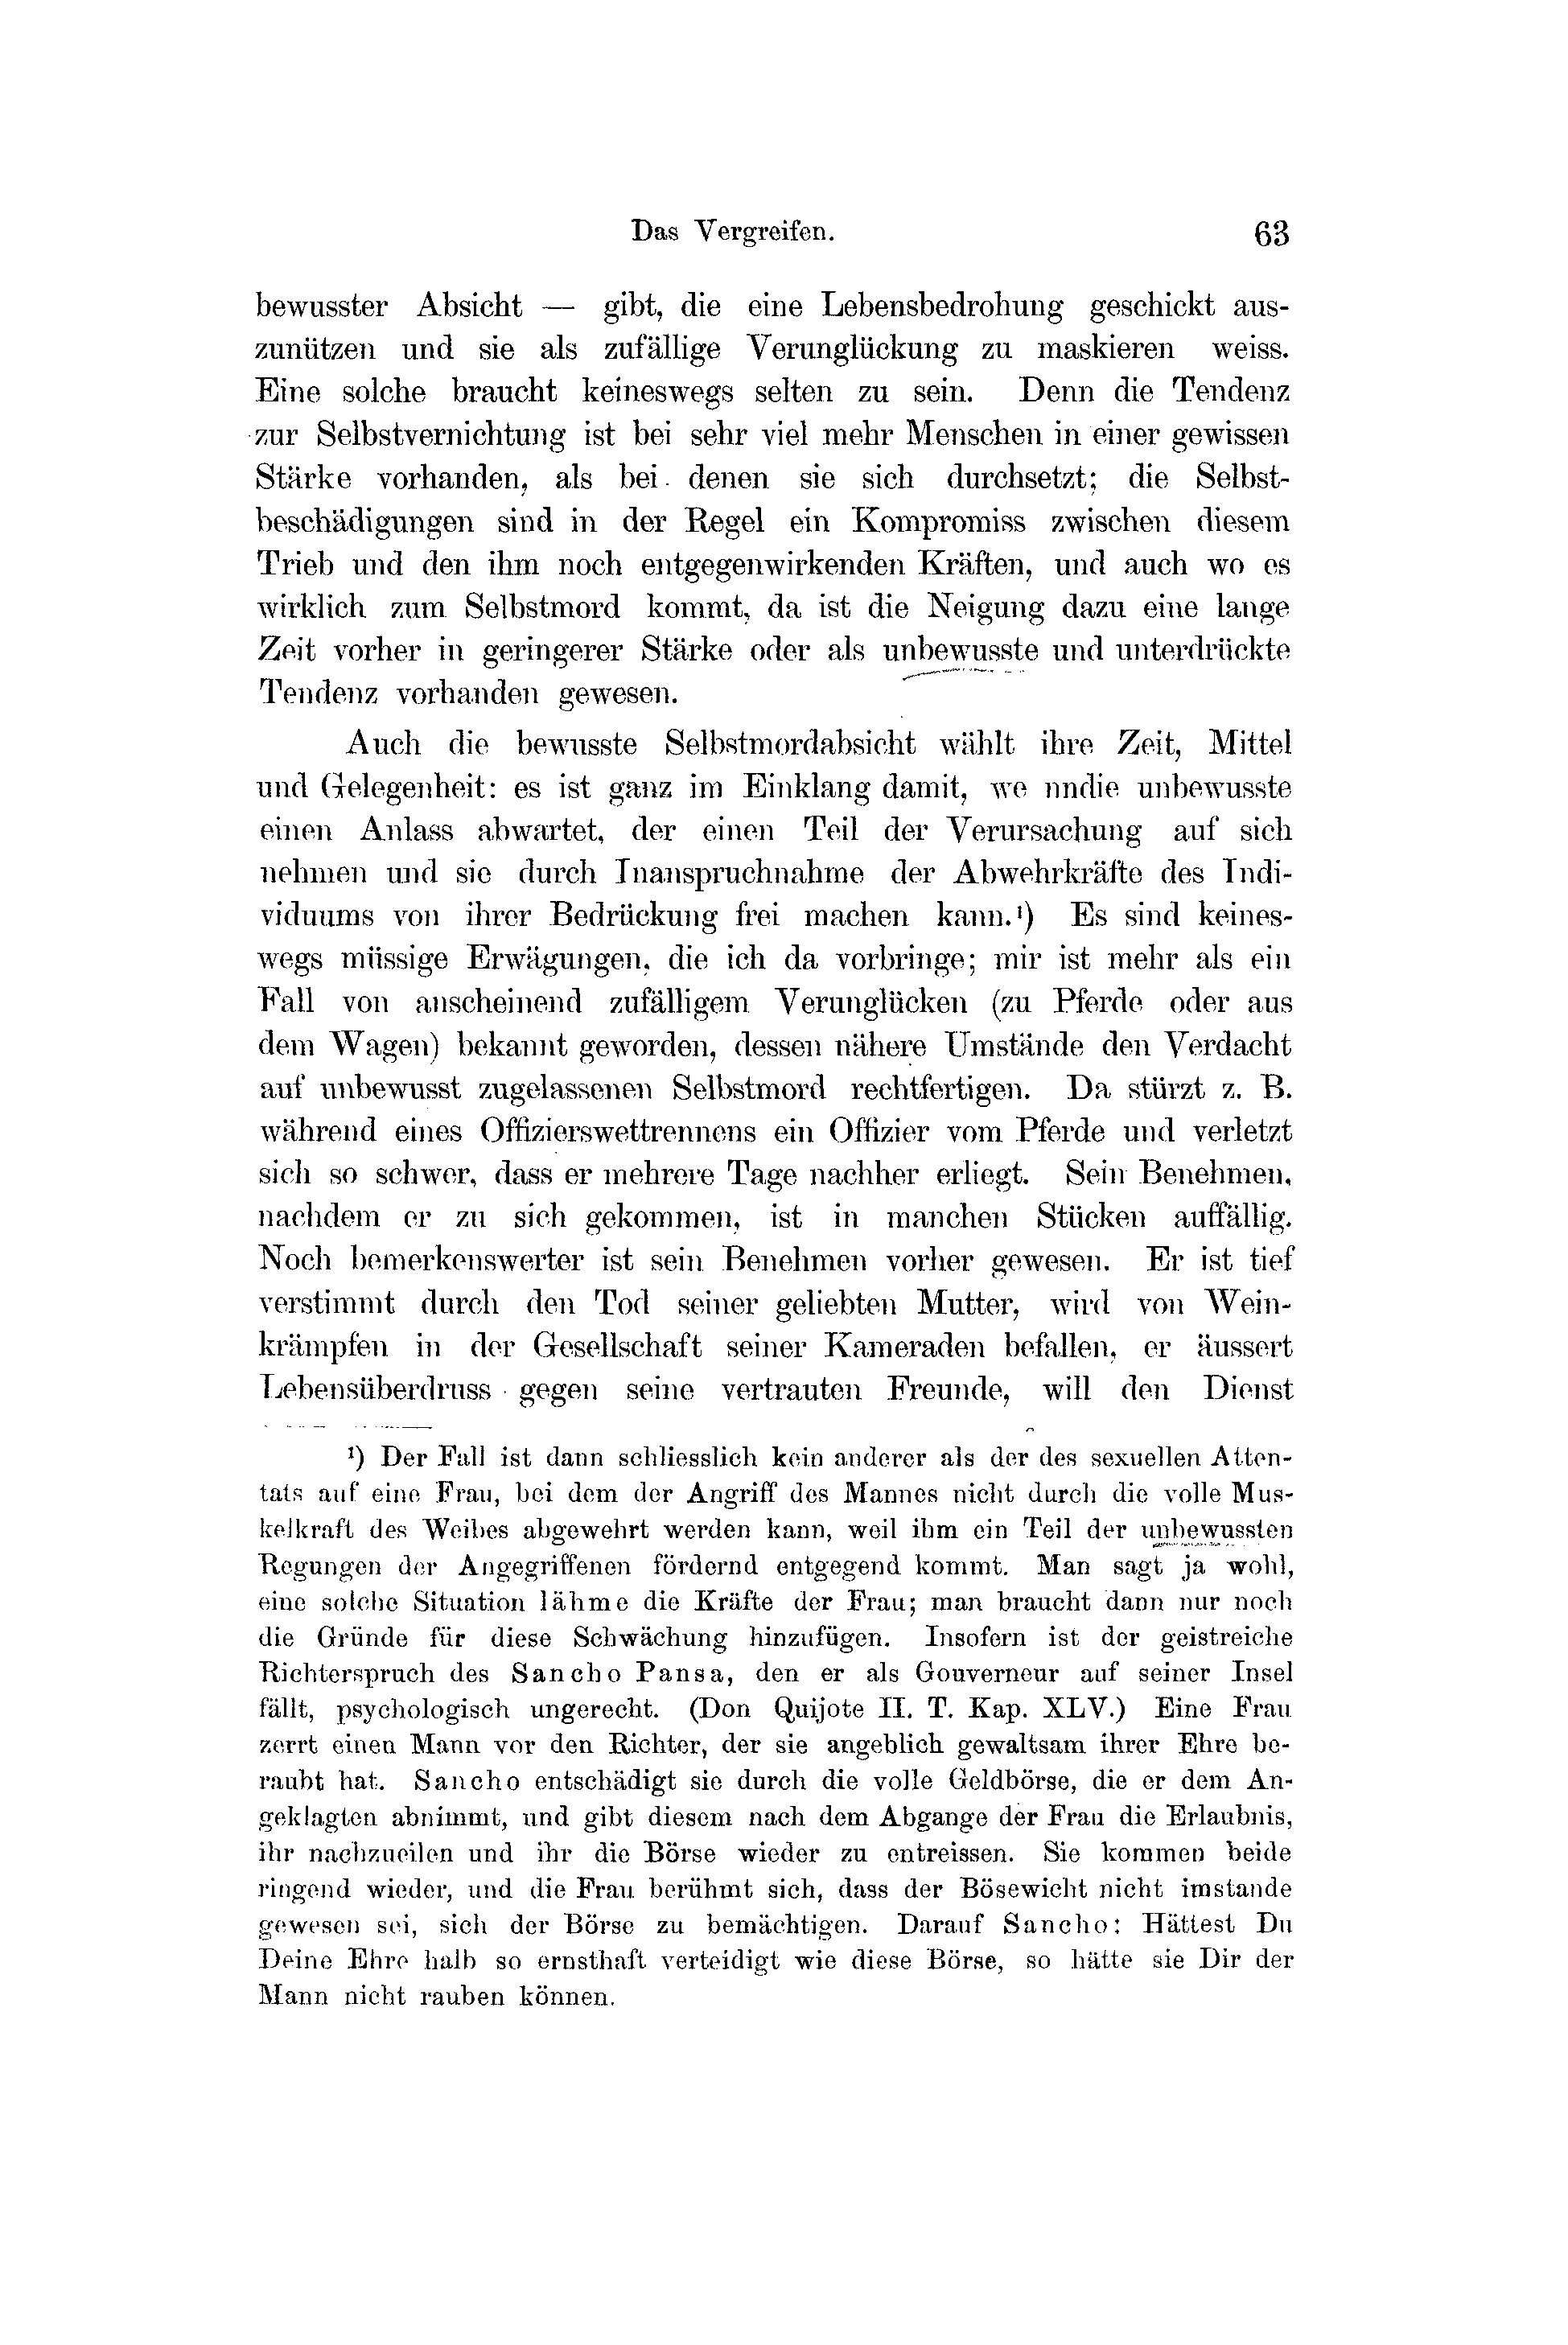 Das Vergreifen. 63
bewusster Absicht — gibt, die eine Lebensbedrohung geschickt aus-
zunützen und sie als zufällige Verunglückung zu maskieren weiss.
Eine solche braucht keineswegs selten zu sein. Denn die Tendenz
zur Selbstvernichtung ist bei sehr viel mehr Menschen in einer gewissen
Stärke vorhanden, als bei denen sie sich durchsetzt; die Selbst-
beschädigungen sind in der Regel ein Kompromiss zwischen diesem
Trieb und den ihm noch entgegenwirkenden Kräften, und auch wo es
wirklich zum Selbstmord kommt, da ist die Neigung dazu eine lange
Zeit vorher in geringerer Stärke oder als unbewusste und unterdrückte
Tendenz vorhanden gewesen.
Auch die bewusste Selbstmordabsicht wählt ihre Zeit, Mittel
und Gelegenheit: es ist ganz im Einklang damit, we nndie unbewusste
einen Anlass abwartet, der einen Teil der Verursachung auf sich
nehmen und sie durch Inanspruchnahme der Abwehrkräfte des Indi-
viduums von ihrer Bedrückung frei machen kann.¹) Es sind keines-
wegs müssige Erwägungen, die ich da vorbringe; mir ist mehr als ein
Fall von anscheinend zufälligem Verunglücken (zu Pferde oder aus
dem Wagen) bekannt geworden, dessen nähere Umstände den Verdacht
auf unbewusst zugelassenen Selbstmord rechtfertigen. Da stürzt z. B.
während eines Offizierswettrennens ein Offizier vom Pferde und verletzt
sich so schwer, dass er mehrere Tage nachher erliegt. Sein Benehmen,
nachdem er zu sich gekommen, ist in manchen Stücken auffällig.
Noch bemerkenswerter ist sein Benehmen vorher gewesen. Er ist tief
verstimmt durch den Tod seiner geliebten Mutter, wird von Wein-
krämpfen in der Gesellschaft seiner Kameraden befallen, er äussert
Lebensüberdruss gegen seine vertrauten Freunde, will den Dienst
¹) Der Fall ist dann schliesslich kein anderer als der des sexuellen Atten-
tats auf eine Frau, bei dem der Angriff des Mannes nicht durch die volle Mus-
kelkraft des Weibes abgewehrt werden kann, weil ihm ein Teil der unbewussten
Regungen der Angegriffenen fördernd entgegend kommt. Man sagt ja wohl,
eine solche Situation lähme die Kräfte der Frau; man braucht dann nur noch
die Gründe für diese Schwächung hinzufügen. Insofern ist der geistreiche
Richterspruch des Sancho Pansa, den er als Gouverneur auf seiner Insel
fällt, psychologisch ungerecht. (Don Quijote II. T. Kap. XLV.) Eine Frau
zerrt einen Mann vor den Richter, der sie angeblich gewaltsam ihrer Ehre be-
raubt hat. Sancho entschädigt sie durch die volle Geldbörse, die er dem An-
geklagten abnimmt, und gibt diesem nach dem Abgange der Frau die Erlaubnis,
ihr nachzueilen und ihr die Börse wieder zu entreissen. Sie kommen beide
ringend wieder, und die Frau berühmt sich, dass der Bösewicht nicht imstande
gewesen sei, sich der Börse zu bemächtigen. Darauf Sancho: Hättest Du
Deine Ehre halb so ernsthaft verteidigt wie diese Börse, so hätte sie Dir der
Mann nicht rauben können.